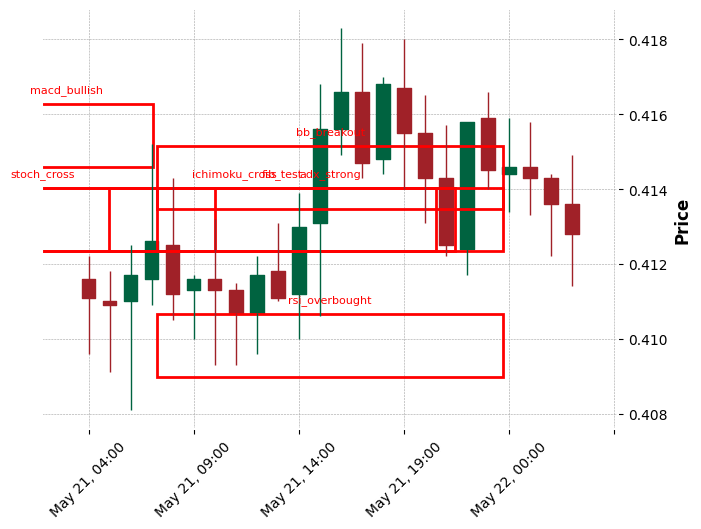 macd_bullish
bb_breakout
stoch_cross
ichimoku_cross
fib_test
adx_strong
rsi_overbought
0.418
0.416
0.414
0.412
0.410
0.408
Price
May 21, 04:00
May 21, 09:00
May 21, 14:00
May 21, 19:00
May 22, 00:00